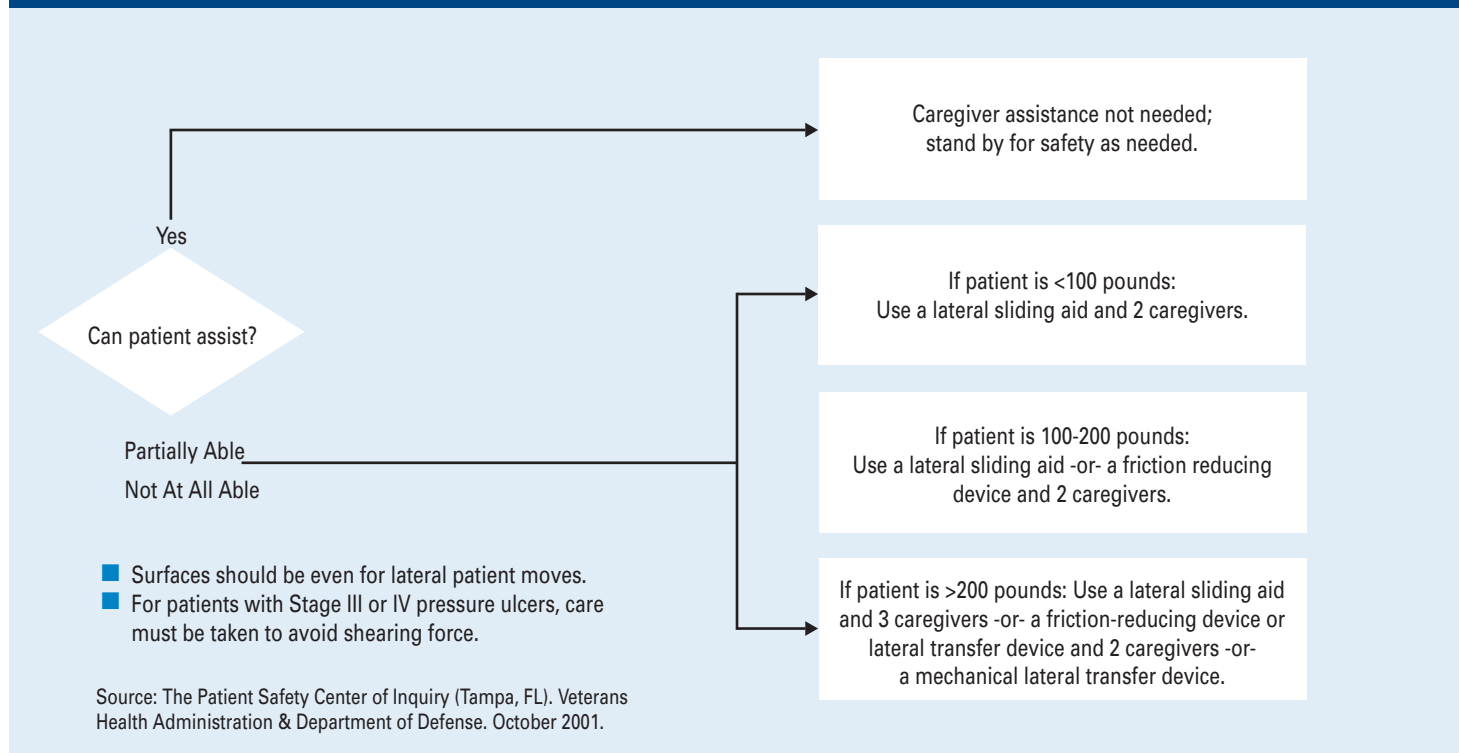 Caregiver assistance not needed;
stand by for safety as needed.
Yes
Can patient assist?
If patient is <100 pounds:
Use a lateral sliding aid and 2 caregivers.
Partially Able
Not At All Able
If patient is 100-200 pounds:
Use a lateral sliding aid -or- a friction reducing
device and 2 caregivers.
If patient is >200 pounds: Use a lateral sliding aid
and 3 caregivers -or- a friction-reducing device or
lateral transfer device and 2 caregivers -or-
a mechanical lateral transfer device.
Surfaces should be even for lateral patient moves.
For patients with Stage III or IV pressure ulcers, care
must be taken to avoid shearing force.
Source: The Patient Safety Center of Inquiry (Tampa, FL). Veterans
Health Administration & Department of Defense. October 2001.